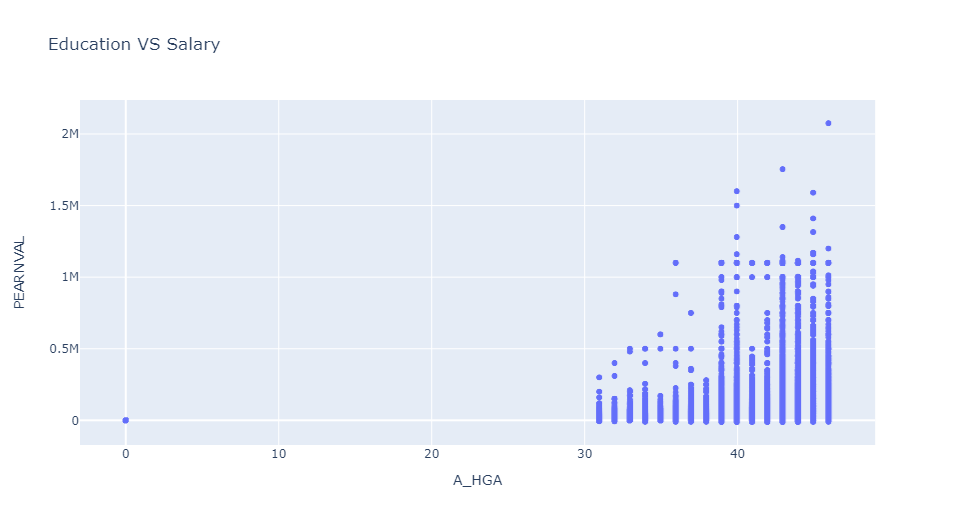 Education VS Salary
PEARNVAL
2M
1.5M
1M
0.5M
0
0
10
20
30
40
A_HGA